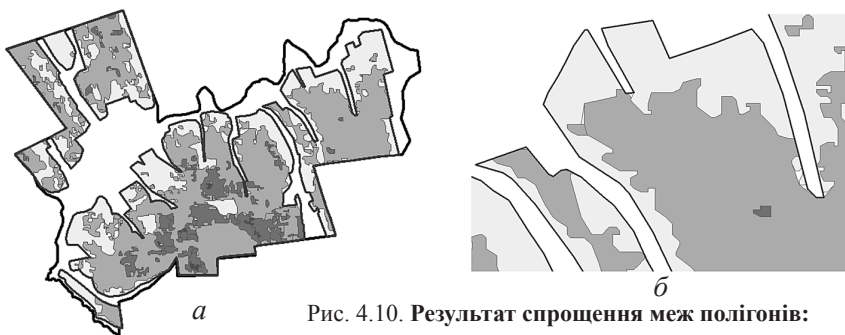 а
б
Рис. 4.10. Результат спрощення меж полігонів: